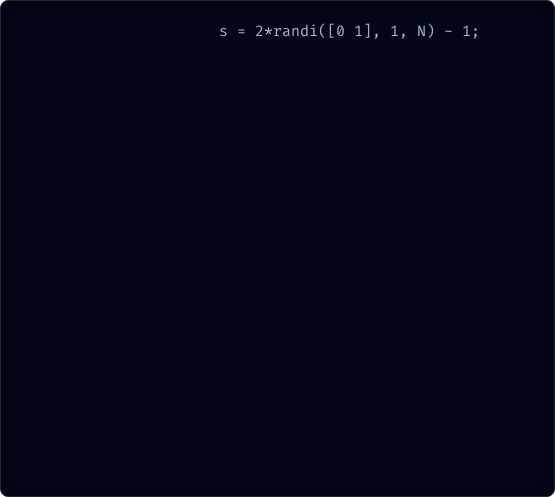 s = 2*randi([0 1], 1, N) - 1;